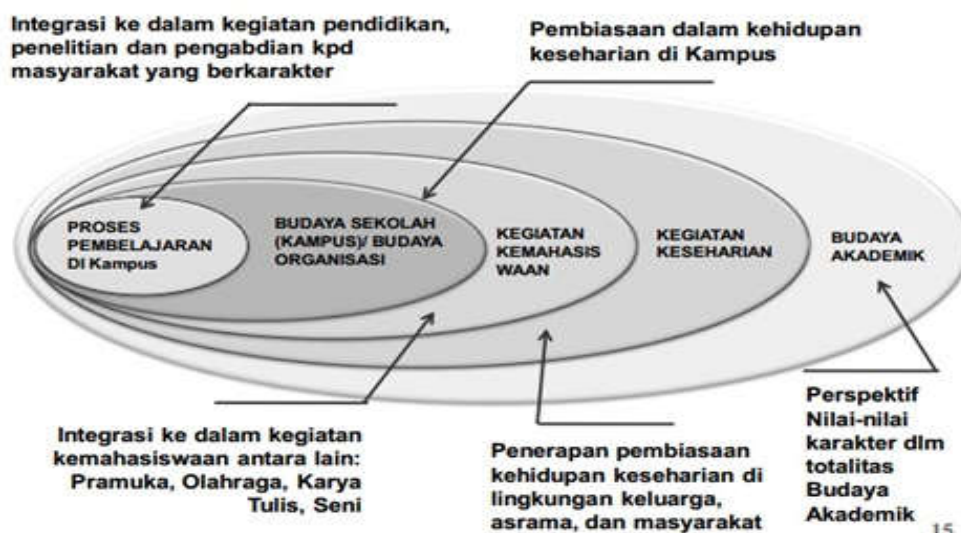 Integrasi ke dalam kegiatan pendidikan,
penelitian dan pengabdian kpd
masyarakat yang berkarakter
Pembiasaan dalam kehidupan
keseharian di Kampus
PROSES
PEMBELAJARAN
DI Kampus
BUDAYA SEKOLAH
(KAMPUS)/ BUDAYA
ORGANISASI
KEGIATAN
KEMAHASIS
WAAN
KEGIATAN
KESEHARIAN
BUDAYA
AKADEMIK
Integrasi ke dalam kegiatan
kemahasiswaan antara lain:
Pramuka, Olahraga, Karya
Tulis, Seni
Penerapan pembiasaan
kehidupan keseharian di
lingkungan keluarga,
asrama, dan masyarakat
Perspektif
Nilai-nilai
karakter dlm
totalitas
Budaya
Akademik
15